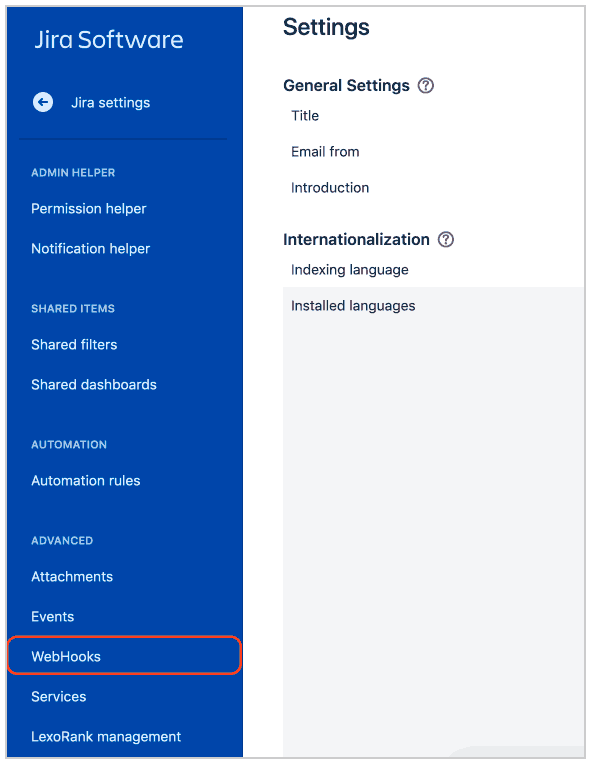 Jira Software
Jira settings
ADMIN HELPER
Permission helper
Notification helper
SHARED ITEMS
Shared filters
Shared dashboards
AUTOMATION
Automation rules
ADVANCED
Attachments
Events
WebHooks
Services
LexoRank management
Settings
General Settings ?
Title
Email from
Introduction
Internationalization ?
Indexing language
Installed languages